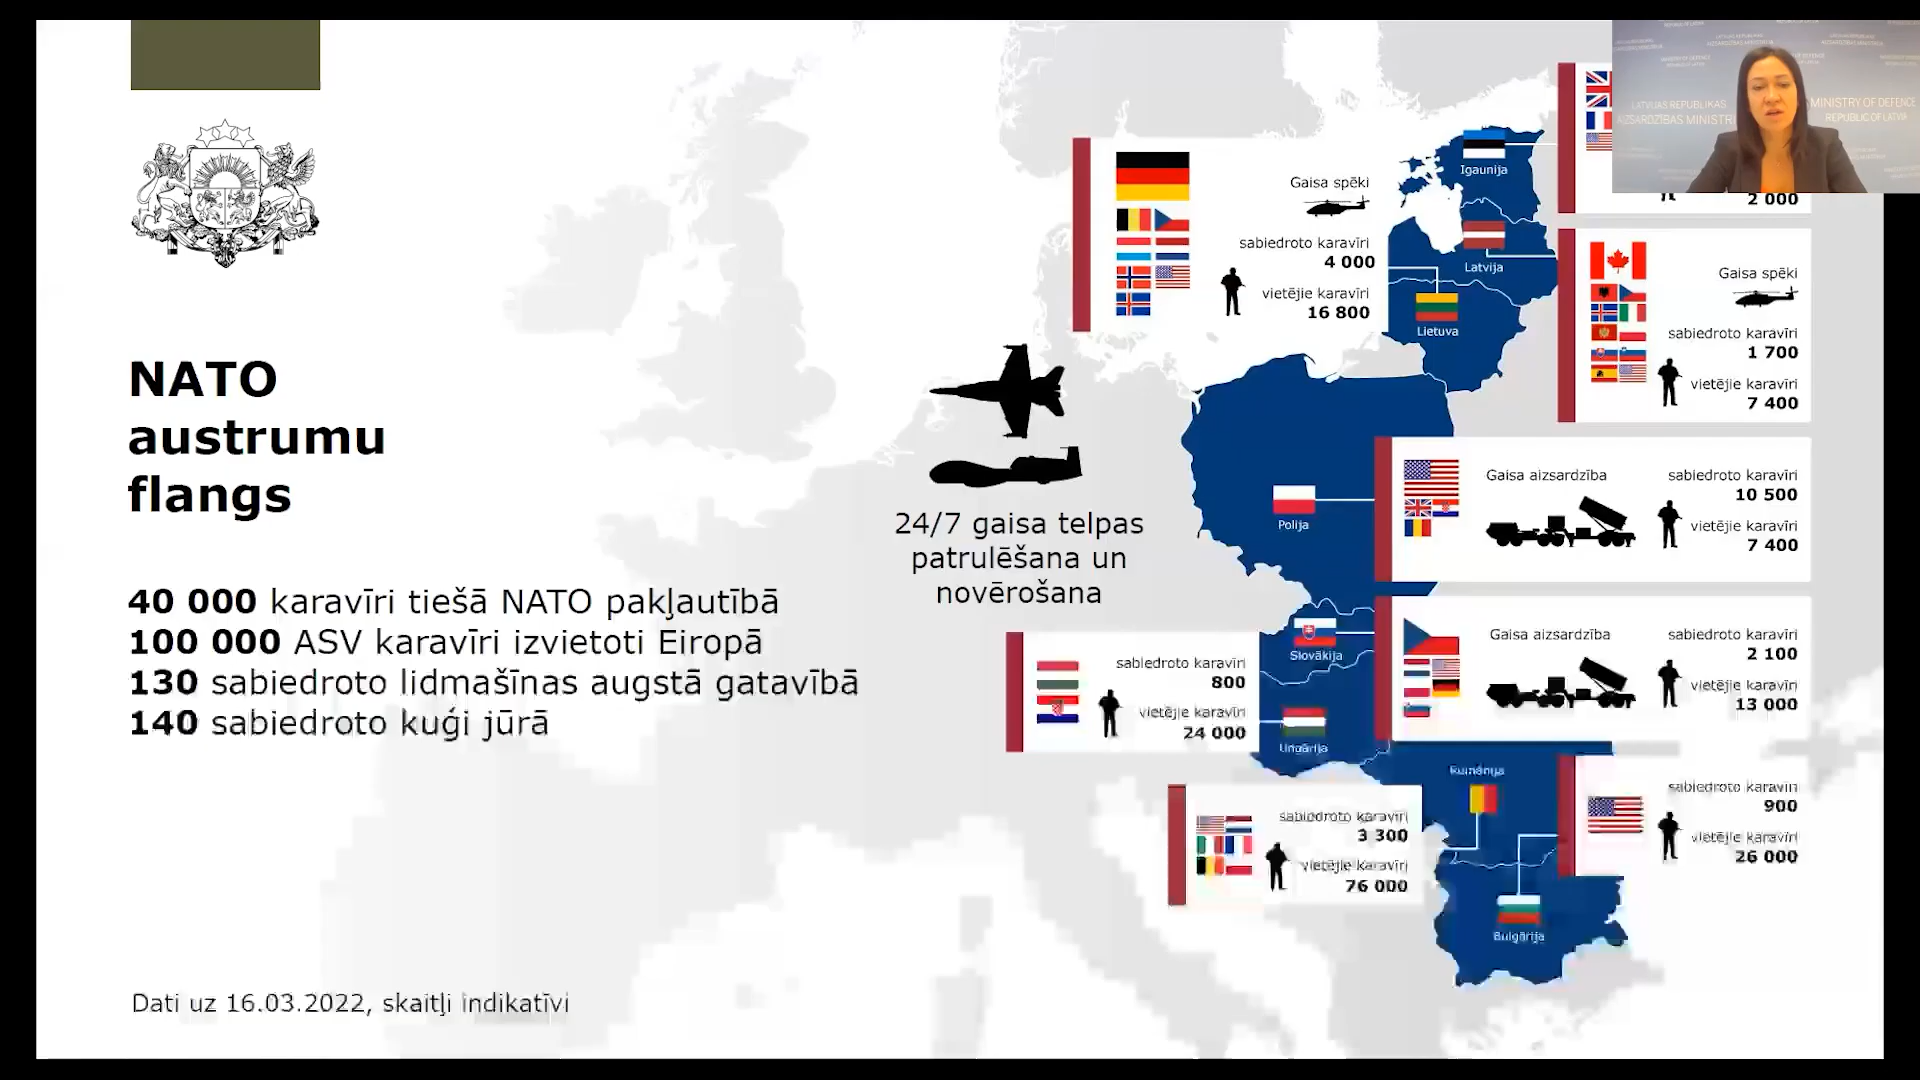 NATO
austrumu
flangs
40 000 karavīri tiešā NATO pakļautībā
100 000 ASV karavīri izvietoti Eiropā
130 sabiedroto lidmašīnas augstā gatavībā
140 sabiedroto kuģi jūrā
Dati uz 16.03.2022, skaitļi indikatīvi
24/7 gaisa telpas
patrulēšana un
novērošana
Gaisa spēki
sabiedroto karavīri
4 000
vietējie karavīri
16 800
Igaunija
Latvija
Lietuva
LATVIJAS REPUBLIKAS
AIZSARDZĪBAS MINISTRI
MINISTRY OF DEFENCE
REPUBLIC OF LATVIA
2 000
Gaisa spēki
sabiedroto karavīri
1 700
vietējie karavīri
7 400
Polija
Gaisa aizsardzība
sabiedroto karavīri
10 500
vietējie karavīri
7 400
Slovākija
Gaisa aizsardzība
sabiedroto karavīri
2 100
vietējie karavīri
13 000
sabiedroto karavīri
800
vietējie karavīri
24 000
Ungārija
Rumānija
sabiedroto karavīri
3 300
vietējie karavīri
76 000
sabiedroto karavīri
900
vietējie karavīri
26 000
Bulgārija